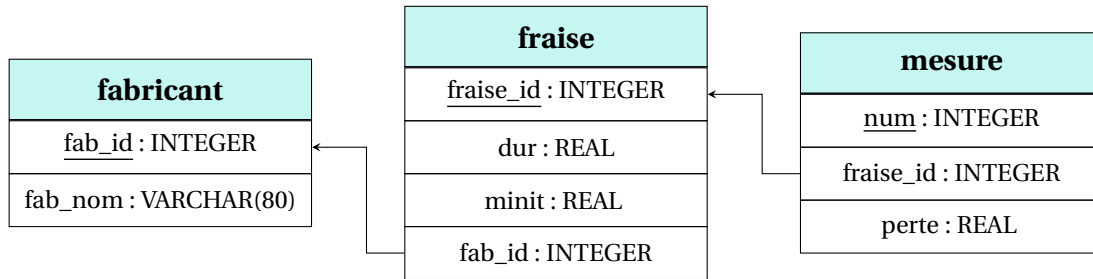 fabricant
fab_id : INTEGER
fab_nom : VARCHAR(80)
fraise
fraise_id : INTEGER
dur : REAL
minit : REAL
fab_id : INTEGER
mesure
num : INTEGER
fraise_id : INTEGER
perte : REAL